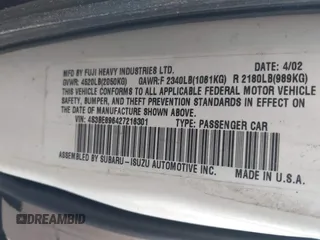 MFD BY FUJI HEAVY INDUSTRIES LTD. DATE 4/02
GVWR: 4520LB(2050KG) GAWR:F 2340LB(1061KG) R 2180LB(989KG)
THIS VEHICLE CONFORMS TO ALL APPLICABLE FEDERAL MOTOR VEHICLE
SAFETY, BUMPER, AND THEFT PREVENTION STANDARDS IN EFFECT ON
THE DATE OF MANUFACTURE SHOWN ABOVE.
VIN: 4S3BE896427216301 TYPE: PASSENGER CAR
ASSEMBLED BY SUBARU-ISUZU AUTOMOTIVE INC.
MADE IN U.S.A.
DREAMBID